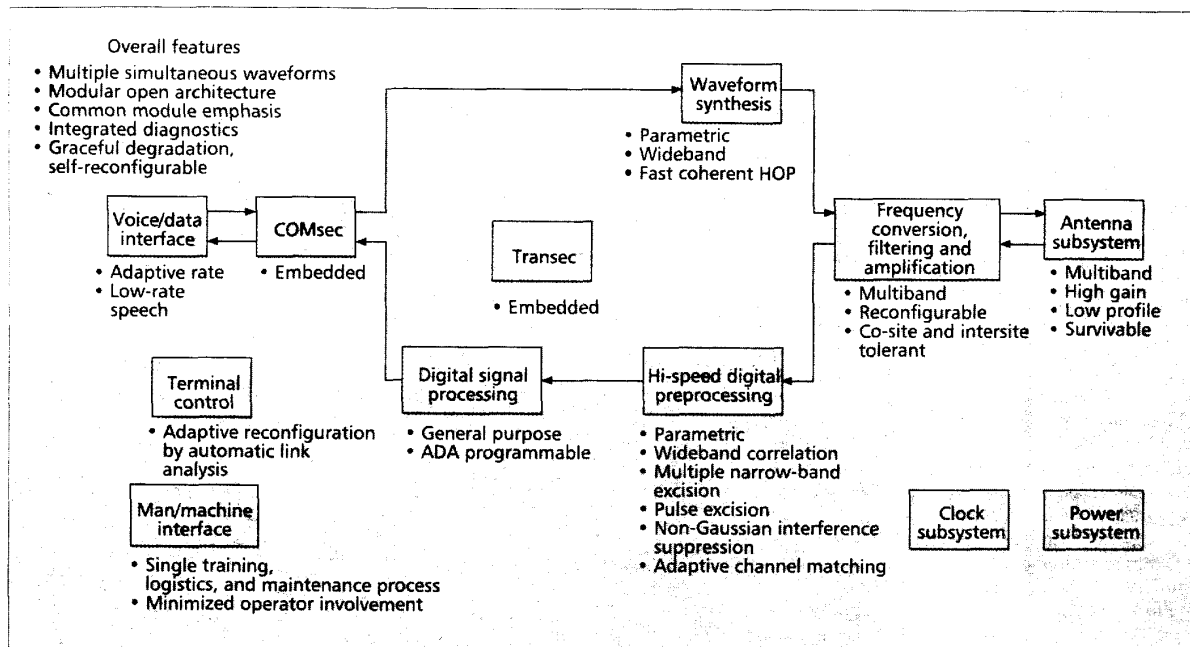 Overall features
• Multiple simultaneous waveforms
• Modular open architecture
• Common module emphasis
• Integrated diagnostics
• Graceful degradation,
self-reconfigurable
Waveform
synthesis
• Parametric
• Wideband
• Fast coherent HOP
Voice/data
interface
• Adaptive rate
• Low-rate
speech
COMsec
• Embedded
Transec
• Embedded
Frequency
conversion,
filtering and
amplification
• Multiband
• Reconfigurable
• Co-site and intersite
tolerant
Antenna
subsystem
• Multiband
• High gain
• Low profile
• Survivable
Terminal
control
• Adaptive reconfiguration
by automatic link
analysis
Digital signal
processing
• General purpose
• ADA programmable
Hi-speed digital
preprocessing
• Parametric
• Wideband correlation
• Multiple narrow-band
excision
• Pulse excision
• Non-Gaussian interference
suppression
• Adaptive channel matching
Man/machine
interface
• Single training,
logistics, and maintenance process
• Minimized operator involvement
Clock
subsystem
Power
subsystem